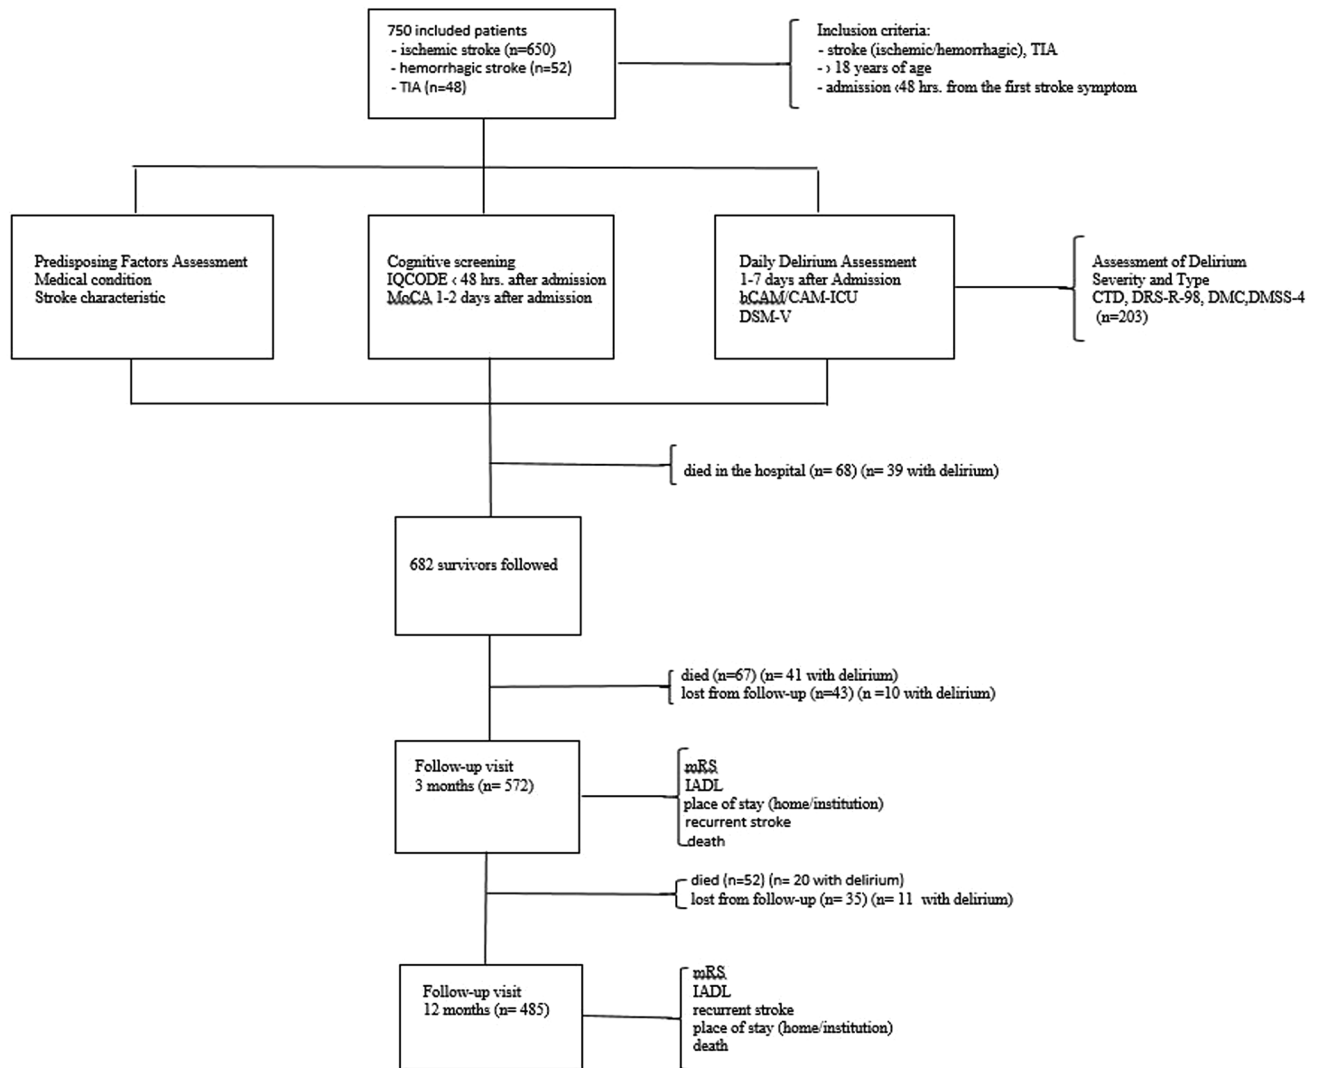 750 included patients
- ischemic stroke (n=650)
- hemorrhagic stroke (n=52)
- TIA (n=48)
Inclusion criteria:
- stroke (ischemic/hemorrhagic), TIA
- › 18 years of age
- admission ‹48 hrs. from the first stroke symptom
Predisposing Factors Assessment
Medical condition
Stroke characteristic
Cognitive screening
IQCODE ‹ 48 hrs. after admission
MoCA 1-2 days after admission
Daily Delirium Assessment
1-7 days after Admission
bCAM/CAM-ICU
DSM-V
Assessment of Delirium
Severity and Type
CTD, DRS-R-98, DMC,DMSS-4
(n=203)
died in the hospital (n= 68) (n= 39 with delirium)
682 survivors followed
died (n=67) (n= 41 with delirium)
lost from follow-up (n=43) (n =10 with delirium)
Follow-up visit
3 months (n= 572)
mRS
IADL
place of stay (home/institution)
recurrent stroke
death
died (n=52) (n= 20 with delirium)
lost from follow-up (n= 35) (n= 11 with delirium)
Follow-up visit
12 months (n= 485)
mRS
IADL
recurrent stroke
place of stay (home/institution)
death